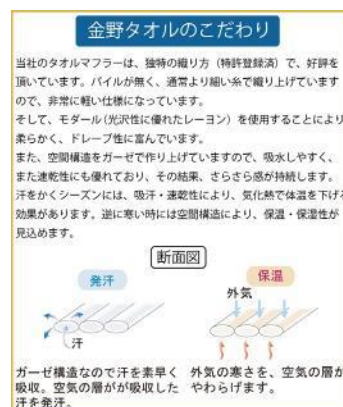 金野タオルのこだわり
当社のタオルマフラーは、独特の織り方（特許登録済）で、好評を
頂いています。パイルが無く、通常より細い糸で織り上げています
ので、非常に軽い仕様になっています。
そして、モダール(光沢性に優れたレーヨン）を使用することにより
柔らかく、ドレープ性に富んでいます。
また、空間構造をガーゼで作り上げていますので、吸水しやすく、
また速乾性にも優れており、その結果、さらさら感が持続します。
汗をかくシーズンには、吸汗・速乾性により、気化熱で体温を下げる
効果があります。逆に寒い時には空間構造により、保温・保湿性が
見込めます。
断面図
発汗
汗
保温
外気
ガーゼ構造なので汗を素早く
吸収。空気の層がが吸収した
汗を発汗。
外気の寒さを、空気の層が
やわらげます。